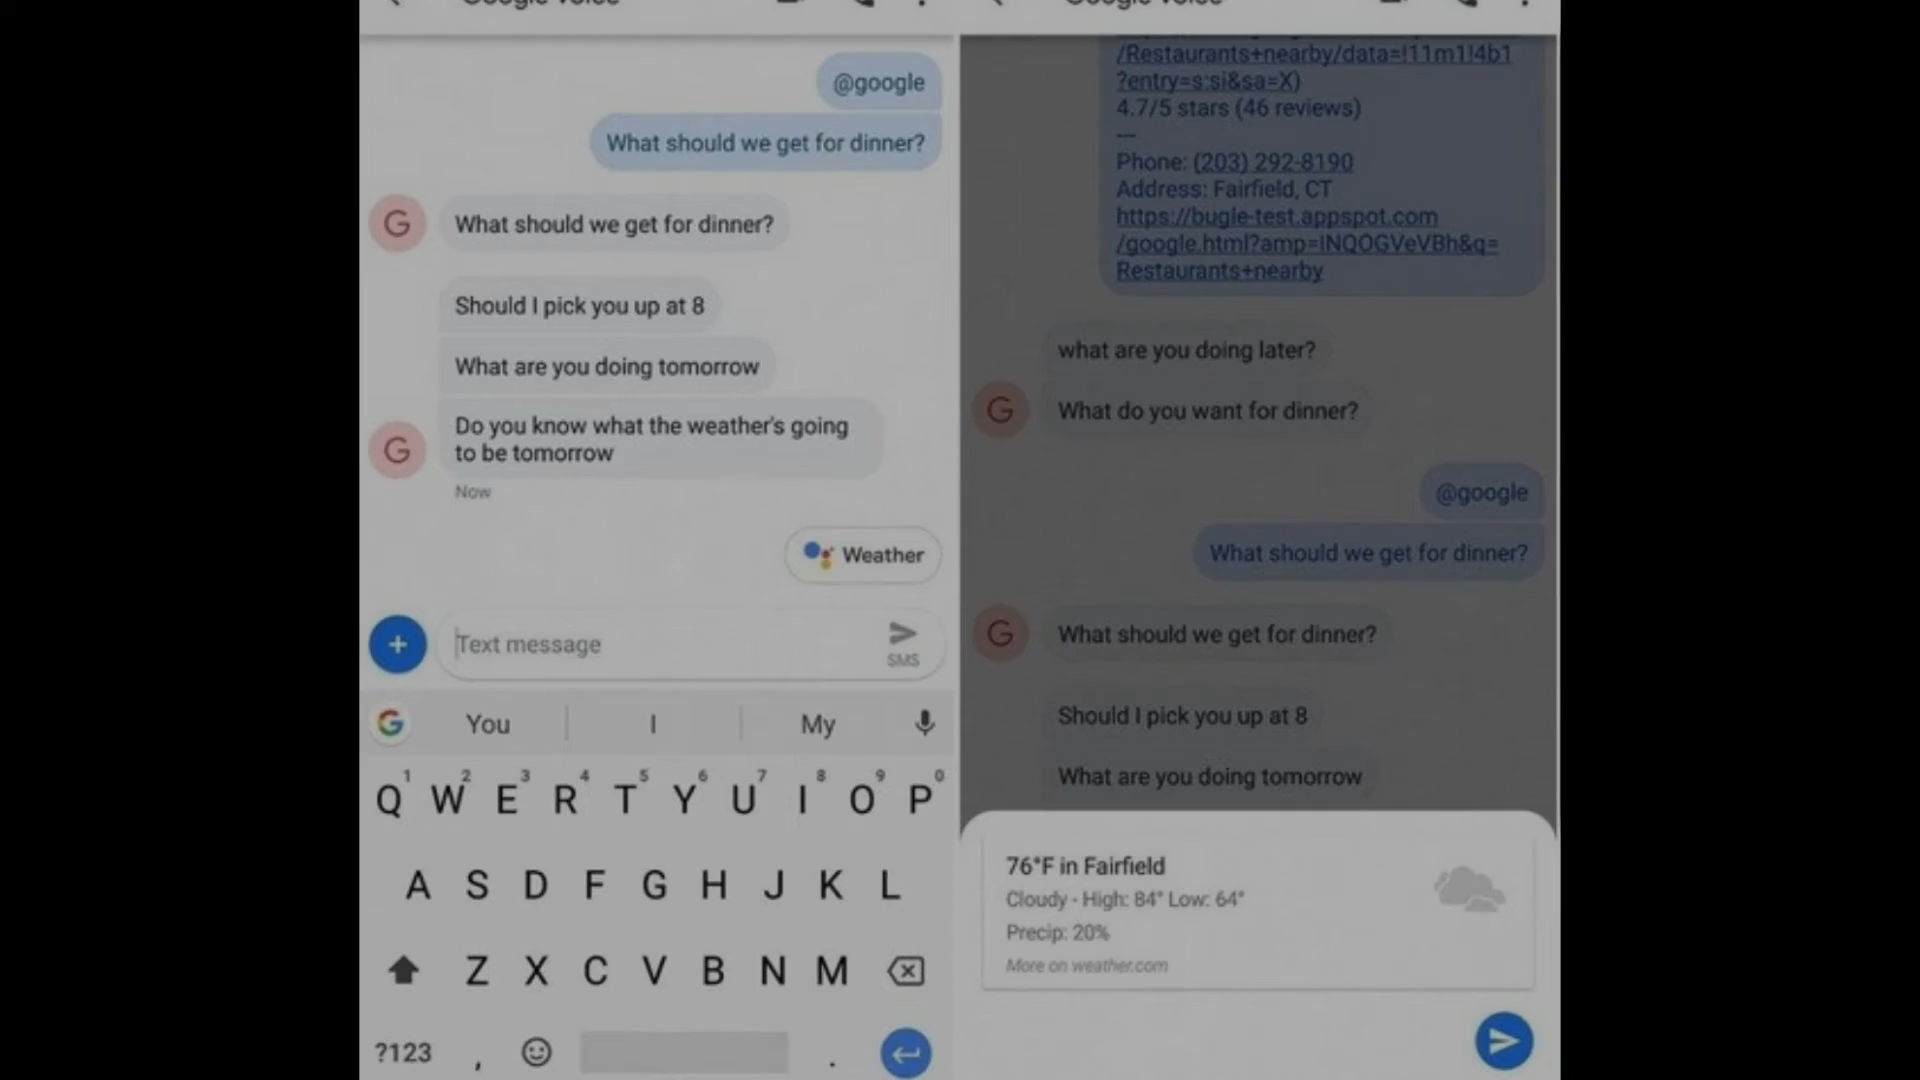 Google Voice
@google
What should we get for dinner?
G
What should we get for dinner?
Should I pick you up at 8
What are you doing tomorrow
Do you know what the weather's going
to be tomorrow
G
Now
Weather
+
Text message
SMS
G
You
I
My
1 2 3 4 5 6 7 8 9 0
Q W E R T Y U I O P
A S D F G H J K L
Z X C V B N M
?123 , .
Google Voice
/Restaurants+nearby/data=!11m1!4b1
?entry=s:si&sa=X)
4.7/5 stars (46 reviews)
—
Phone: (203) 292-8190
Address: Fairfield, CT
https://bugle-test.appspot.com
/google.html?amp=INQOGVeVBh&q=
Restaurants+nearby
what are you doing later?
G
What do you want for dinner?
@google
What should we get for dinner?
G
What should we get for dinner?
Should I pick you up at 8
What are you doing tomorrow
76°F in Fairfield
Cloudy - High: 84° Low: 64°
Precip: 20%
More on weather.com